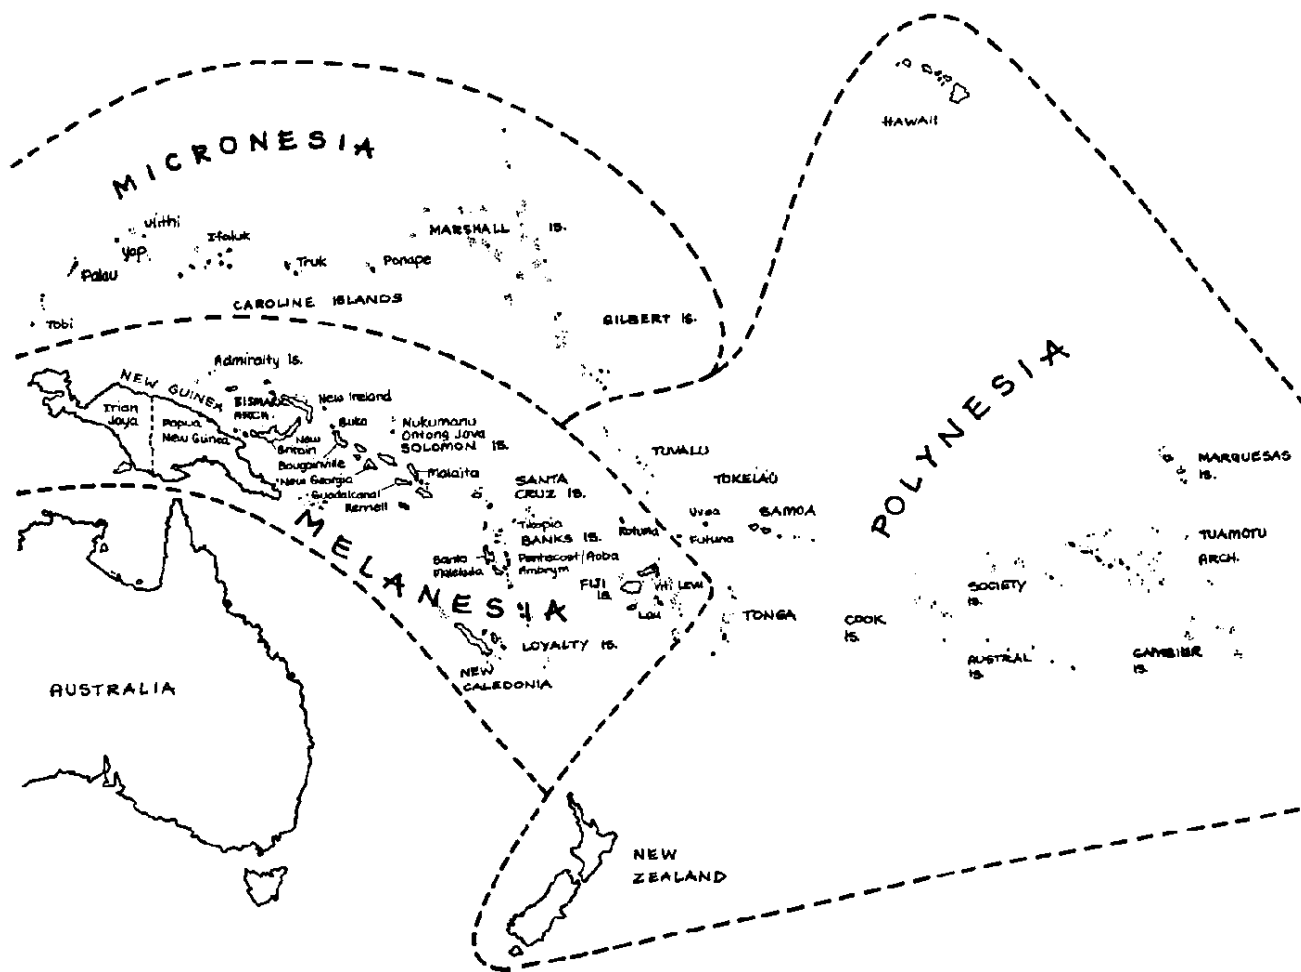 HAWAII
MICRONESIA
Ulithi
Yap
Palau
Ifaluk
Truk
Ponape
MARSHALL IS.
CAROLINE ISLANDS
Tobi
GILBERT IS.
POLYNESIA
Admiralty Is.
NEW GUINEA
Irian
Jaya
Papua
New Guinea
BISMARCK
ARCH.
New Ireland
New
Britain
Buka
Bougainville
New Georgia
Guadalcanal
Rennell
Nukumanu
Ontong Java
SOLOMON IS.
Malaita
MELANESIA
SANTA
CRUZ IS.
Tikopia
BANKS IS.
Pentecost/Aoba
Ambrym
Malekula
Rotuma
FIJI
IS.
Viti Levu
Lau
LOYALTY IS.
NEW
CALEDONIA
TUVALU
TOKELAU
Uvea
Futuna
SAMOA
TONGA
COOK
IS.
SOCIETY
IS.
AUSTRAL
IS.
MARQUESAS
IS.
TUAMOTU
ARCH.
GAMBIER
IS.
AUSTRALIA
NEW
ZEALAND